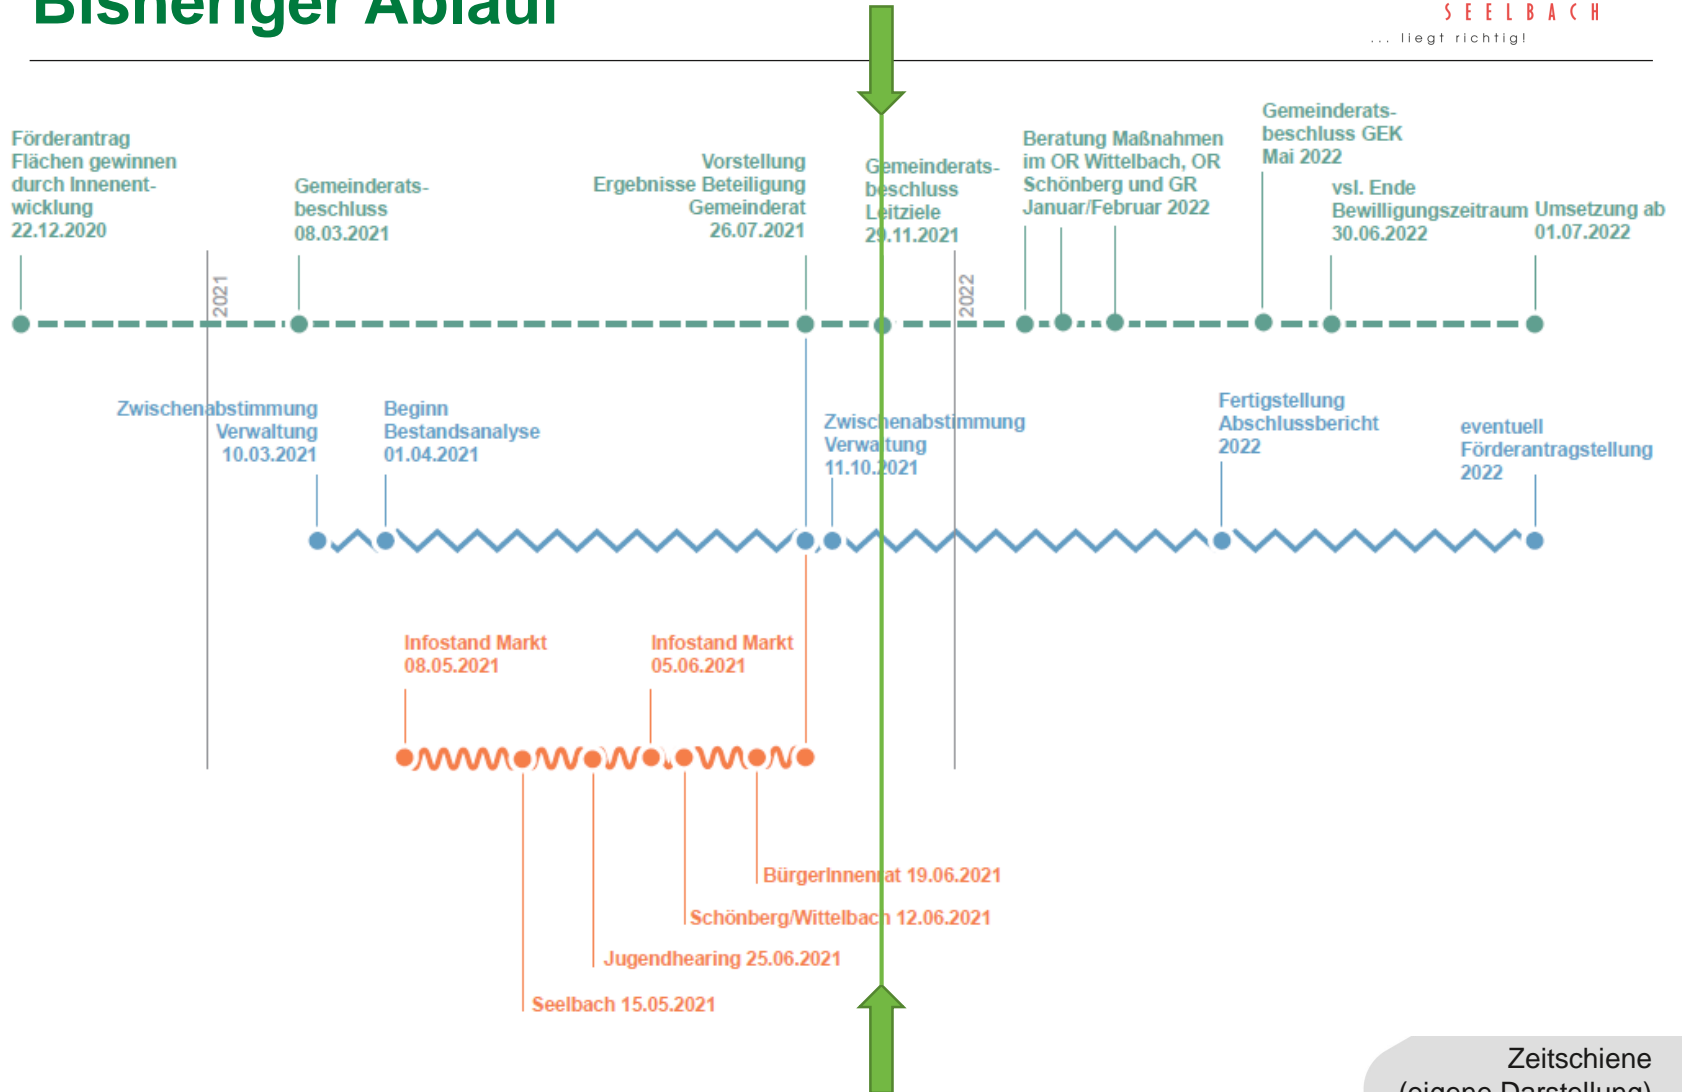 Bisheriger Ablauf
SEELBACH
... liegt richtig!
Förderantrag
Flächen gewinnen
durch Innenent-
wicklung
22.12.2020
Gemeinderats-
beschluss
08.03.2021
Vorstellung
Ergebnisse Beteiligung
Gemeinderat
26.07.2021
Gemeinderats-
beschluss
Leitziele
29.11.2021
Beratung Maßnahmen
im OR Wittelbach, OR
Schönberg und GR
Januar/Februar 2022
Gemeinderats-
beschluss GEK
Mai 2022
vsl. Ende
Bewilligungszeitraum
30.06.2022
Umsetzung ab
01.07.2022
2021
2022
Zwischenabstimmung
Verwaltung
10.03.2021
Beginn
Bestandsanalyse
01.04.2021
Zwischenabstimmung
Verwaltung
11.10.2021
Fertigstellung
Abschlussbericht
2022
eventuell
Förderantragstellung
2022
Infostand Markt
08.05.2021
Infostand Markt
05.06.2021
BürgerInnenrat 19.06.2021
Schönberg/Wittelbach 12.06.2021
Jugendhearing 25.06.2021
Seelbach 15.05.2021
Zeitschiene
(eigene Darstellung)